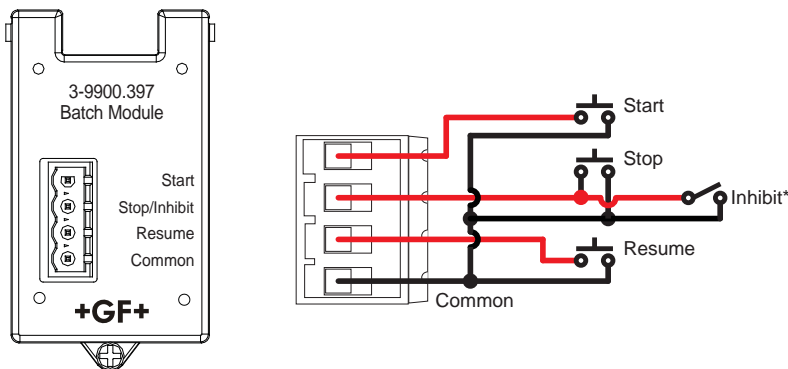 3-9900.397
Batch Module
Start
Stop/Inhibit
Resume
Common
+GF+
Start
Stop
Inhibit*
Resume
Common